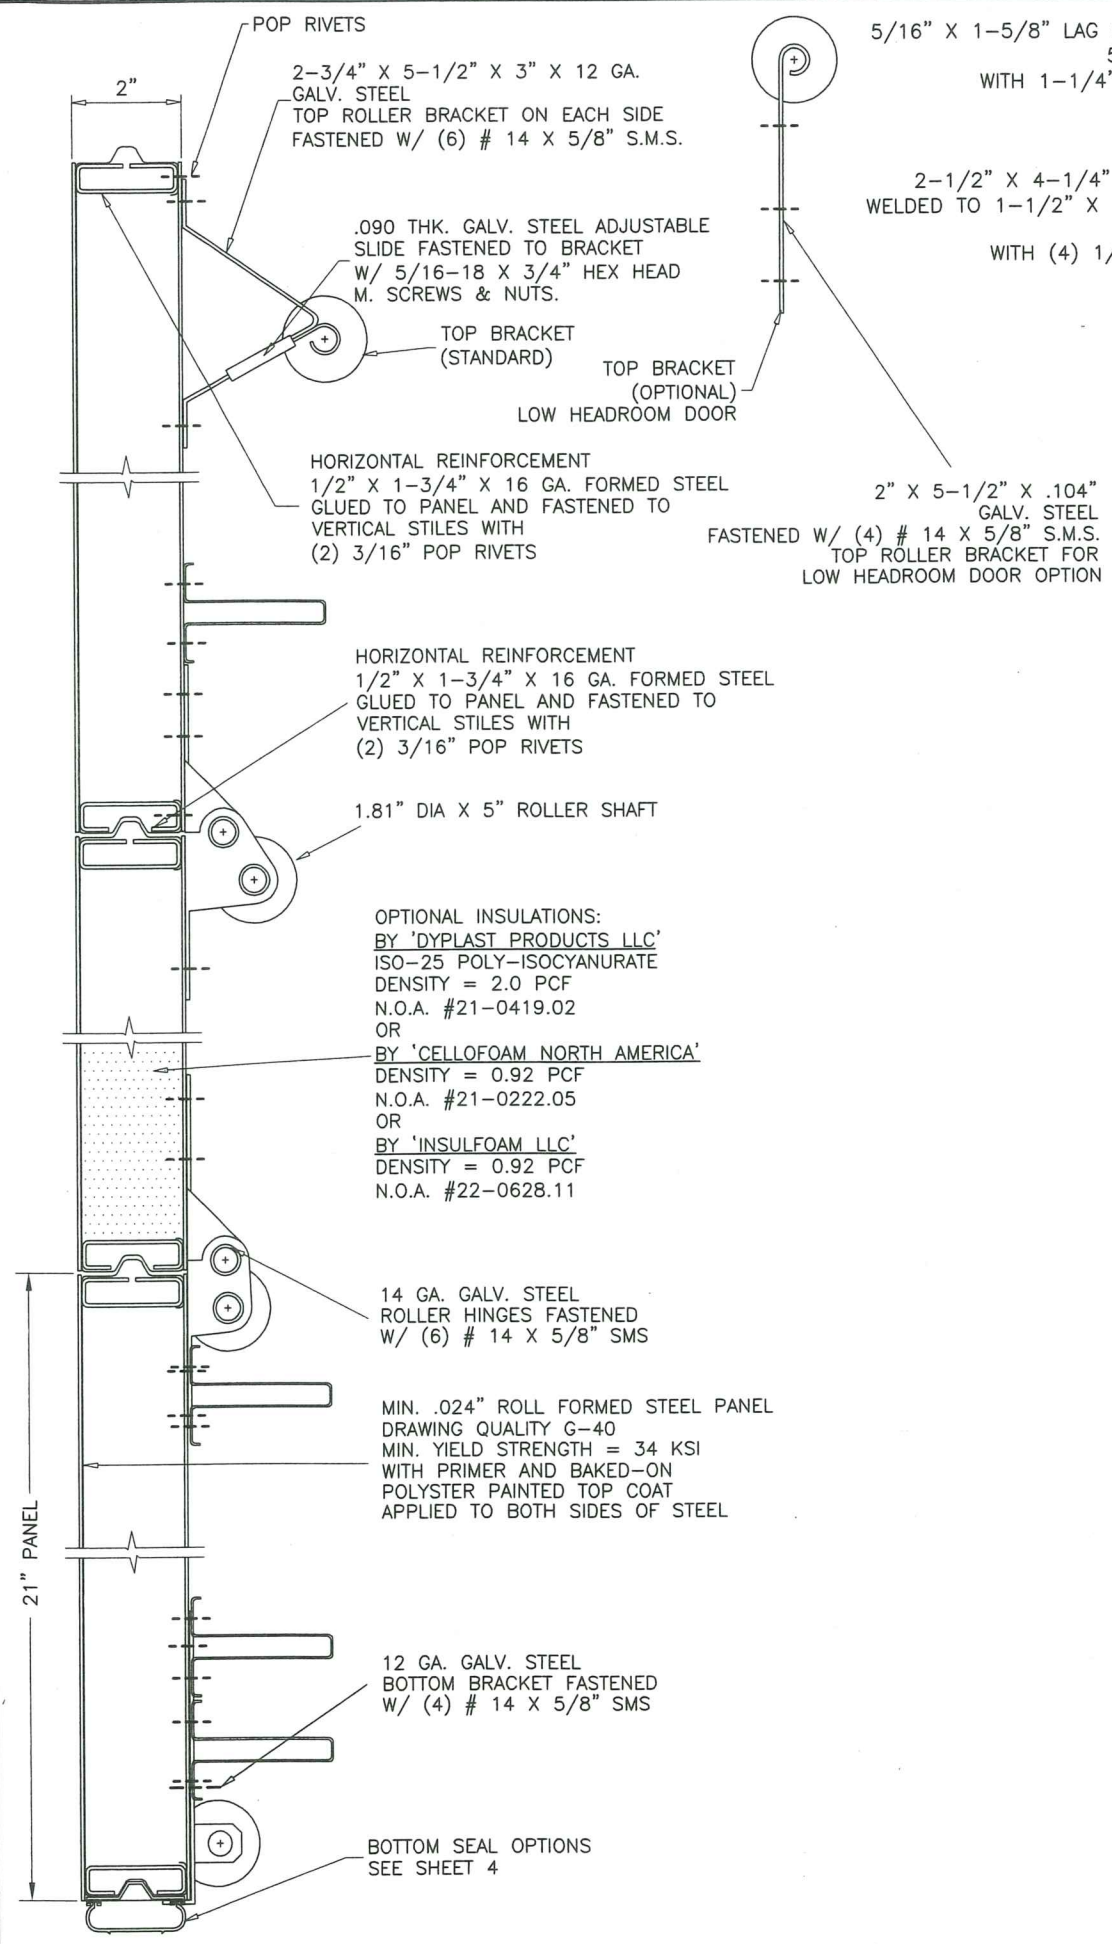 POP RIVETS
2"
2-3/4" X 5-1/2" X 3" X 12 GA.
GALV. STEEL
TOP ROLLER BRACKET ON EACH SIDE
FASTENED W/ (6) # 14 X 5/8" S.M.S.
.090 THK. GALV. STEEL ADJUSTABLE
SLIDE FASTENED TO BRACKET
W/ 5/16-18 X 3/4" HEX HEAD
M. SCREWS & NUTS.
TOP BRACKET
(STANDARD)
5/16" X 1-5/8" LAG
5
WITH 1-1/4"
2-1/2" X 4-1/4"
WELDED TO 1-1/2" X
WITH (4) 1/
TOP BRACKET
(OPTIONAL)
LOW HEADROOM DOOR
HORIZONTAL REINFORCEMENT
1/2" X 1-3/4" X 16 GA. FORMED STEEL
GLUED TO PANEL AND FASTENED TO
VERTICAL STILES WITH
(2) 3/16" POP RIVETS
2" X 5-1/2" X .104"
GALV. STEEL
FASTENED W/ (4) # 14 X 5/8" S.M.S.
TOP ROLLER BRACKET FOR
LOW HEADROOM DOOR OPTION
HORIZONTAL REINFORCEMENT
1/2" X 1-3/4" X 16 GA. FORMED STEEL
GLUED TO PANEL AND FASTENED TO
VERTICAL STILES WITH
(2) 3/16" POP RIVETS
1.81" DIA X 5" ROLLER SHAFT
OPTIONAL INSULATIONS:
BY 'DYPLAST PRODUCTS LLC'
ISO-25 POLY-ISOCYANURATE
DENSITY = 2.0 PCF
N.O.A. #21-0419.02
OR
BY 'CELLOFOAM NORTH AMERICA'
DENSITY = 0.92 PCF
N.O.A. #21-0222.05
OR
BY 'INSULFOAM LLC'
DENSITY = 0.92 PCF
N.O.A. #22-0628.11
14 GA. GALV. STEEL
ROLLER HINGES FASTENED
W/ (6) # 14 X 5/8" SMS
MIN. .024" ROLL FORMED STEEL PANEL
DRAWING QUALITY G-40
MIN. YIELD STRENGTH = 34 KSI
WITH PRIMER AND BAKED-ON
POLYSTER PAINTED TOP COAT
APPLIED TO BOTH SIDES OF STEEL
21" PANEL
12 GA. GALV. STEEL
BOTTOM BRACKET FASTENED
W/ (4) # 14 X 5/8" SMS
BOTTOM SEAL OPTIONS
SEE SHEET 4